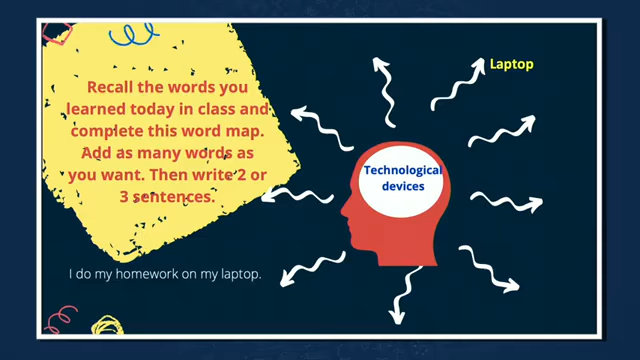 Recall the words you
learned today in class and
complete this word map.
Add as many words as
you want. Then write 2 or
3 sentences.
I do my homework on my laptop.
Technological
devices
Laptop